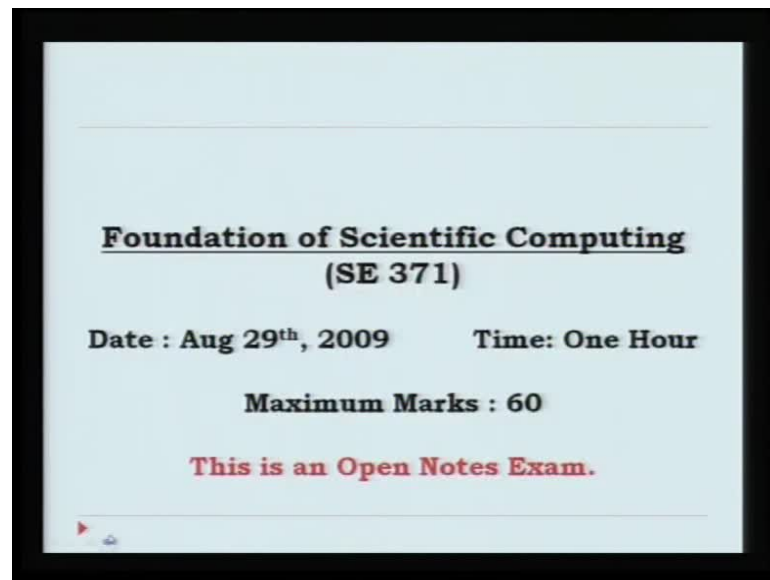 Foundation of Scientific Computing
(SE 371)
Date : Aug 29th, 2009 Time: One Hour
Maximum Marks : 60
This is an Open Notes Exam.